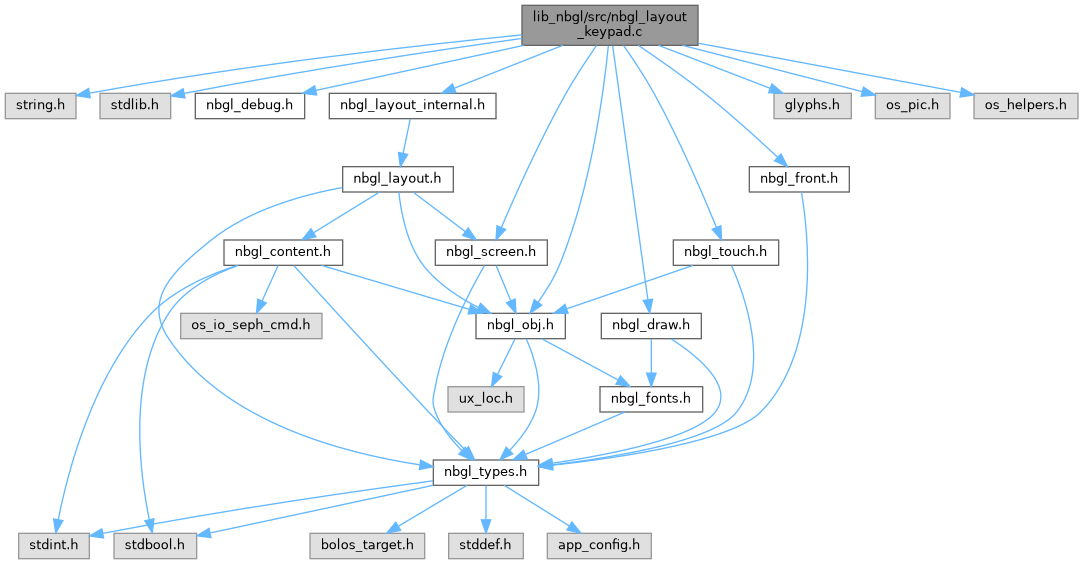 lib_nbgl/src/nbgl_layout
_keypad.c
string.h
stdlib.h
nbgl_debug.h
nbgl_layout_internal.h
glyphs.h
os_pic.h
os_helpers.h
nbgl_layout.h
nbgl_front.h
nbgl_content.h
nbgl_screen.h
nbgl_touch.h
os_io_seph_cmd.h
nbgl_obj.h
nbgl_draw.h
ux_loc.h
nbgl_fonts.h
nbgl_types.h
stdint.h
stdbool.h
bolos_target.h
stddef.h
app_config.h